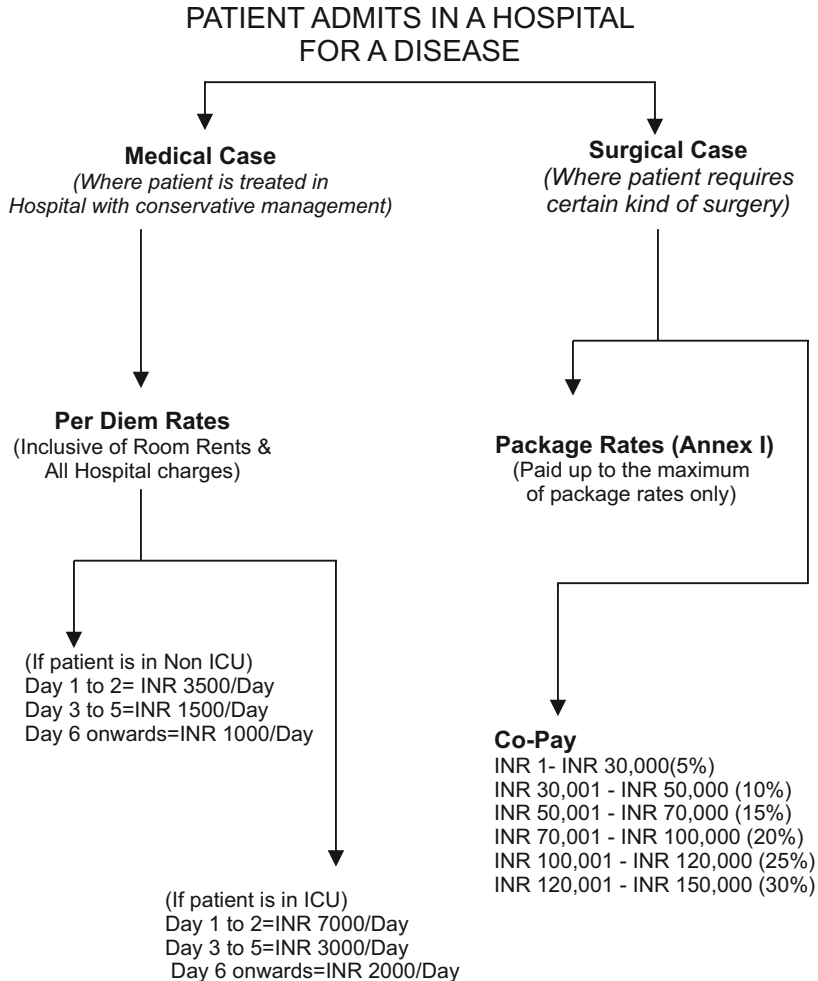 PATIENT ADMITS IN A HOSPITAL
FOR A DISEASE
Medical Case
(Where patient is treated in
Hospital with conservative management)
Surgical Case
(Where patient requires
certain kind of surgery)
Per Diem Rates
(Inclusive of Room Rents &
All Hospital charges)
Package Rates (Annex I)
(Paid up to the maximum
of package rates only)
(If patient is in Non ICU)
Day 1 to 2= INR 3500/Day
Day 3 to 5=INR 1500/Day
Day 6 onwards=INR 1000/Day
Co-Pay
INR 1- INR 30,000(5%)
INR 30,001 - INR 50,000 (10%)
INR 50,001 - INR 70,000 (15%)
INR 70,001 - INR 100,000 (20%)
INR 100,001 - INR 120,000 (25%)
INR 120,001 - INR 150,000 (30%)
(If patient is in ICU)
Day 1 to 2=INR 7000/Day
Day 3 to 5=INR 3000/Day
Day 6 onwards=INR 2000/Day